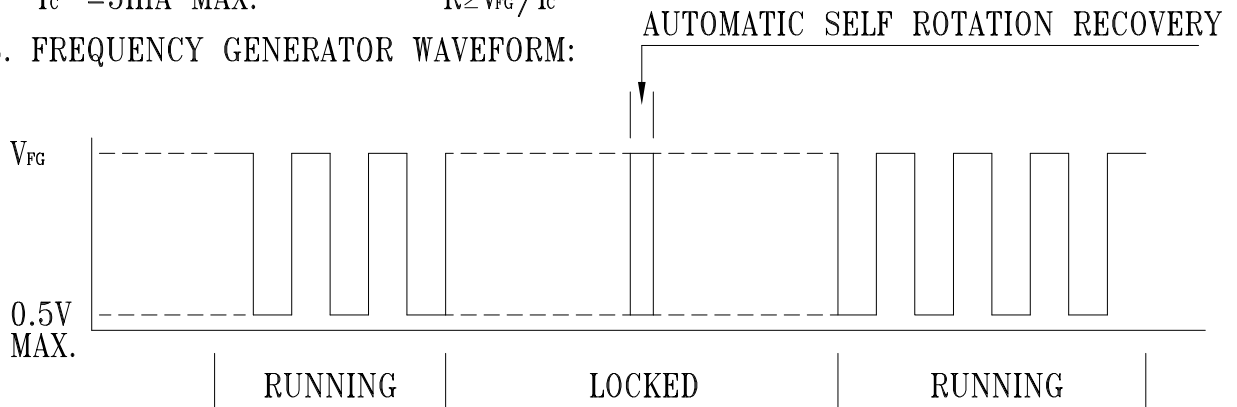 AUTOMATIC SELF ROTATION RECOVERY
. FREQUENCY GENERATOR WAVEFORM:
VFG
0.5V
MAX.
RUNNING LOCKED RUNNING